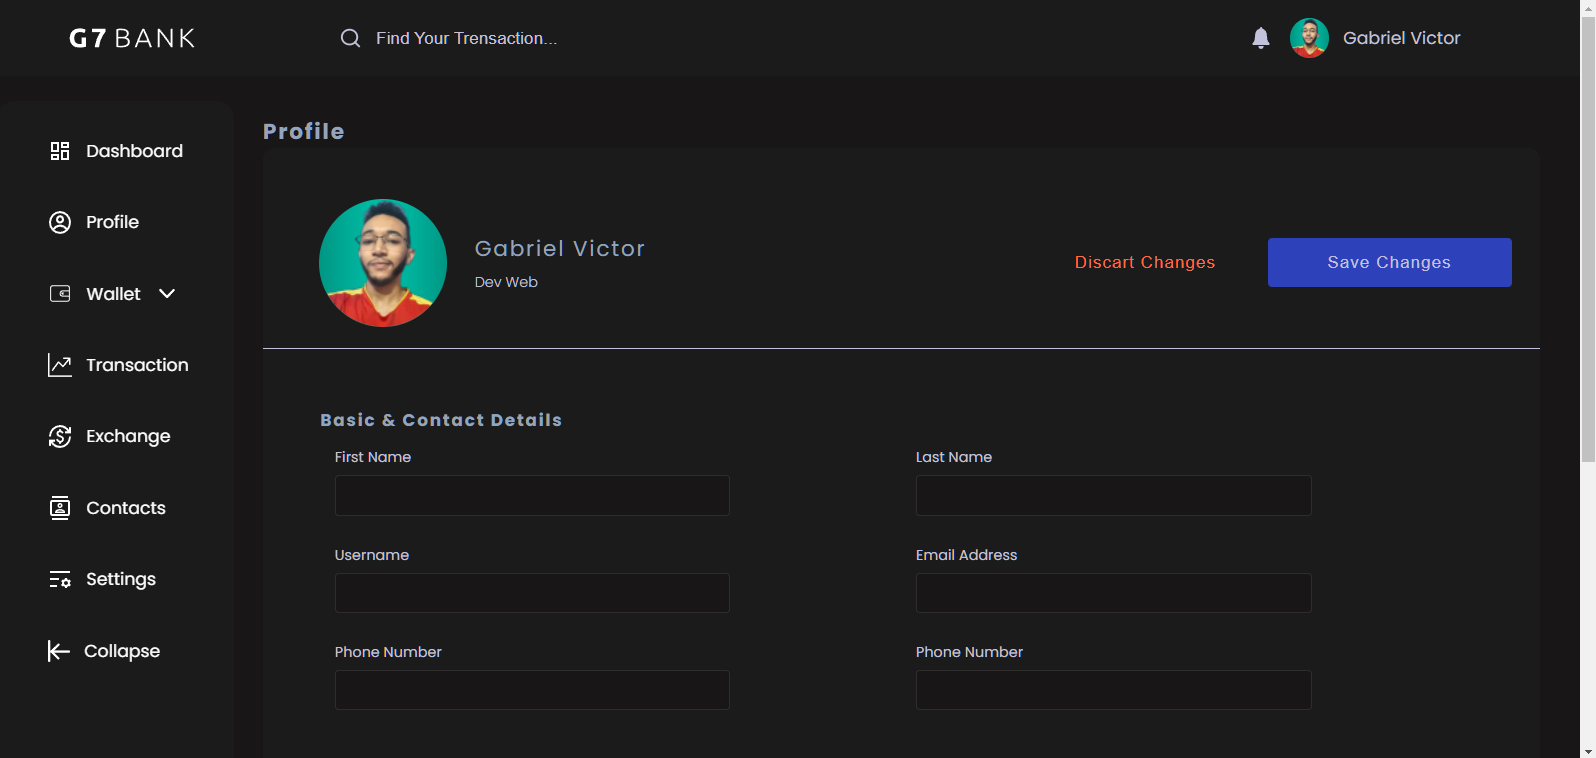 G7 BANK
Find Your Trensaction...
Gabriel Victor
Dashboard
Profile
Wallet
Transaction
Exchange
Contacts
Settings
Collapse
Profile
Gabriel Victor
Dev Web
Discart Changes
Save Changes
Basic & Contact Details
First Name
Last Name
Username
Email Address
Phone Number
Phone Number